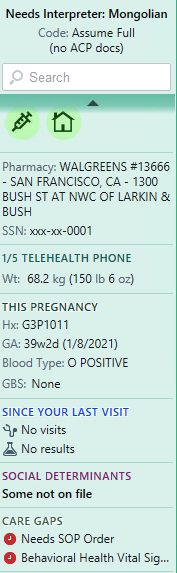 Needs Interpreter: Mongolian
Code: Assume Full
(no ACP docs)
Search
Pharmacy: WALGREENS #13666
- SAN FRANCISCO, CA - 1300
BUSH ST AT NWC OF LARKIN &
BUSH
SSN: xxx-xx-0001
1/5 TELEHEALTH PHONE
Wt: 68.2 kg (150 lb 6 oz)
THIS PREGNANCY
Hx: G3P1011
GA: 39w2d (1/8/2021)
Blood Type: O POSITIVE
GBS: None
SINCE YOUR LAST VISIT
No visits
No results
SOCIAL DETERMINANTS
Some not on file
CARE GAPS
Needs SOP Order
Behavioral Health Vital Sig...